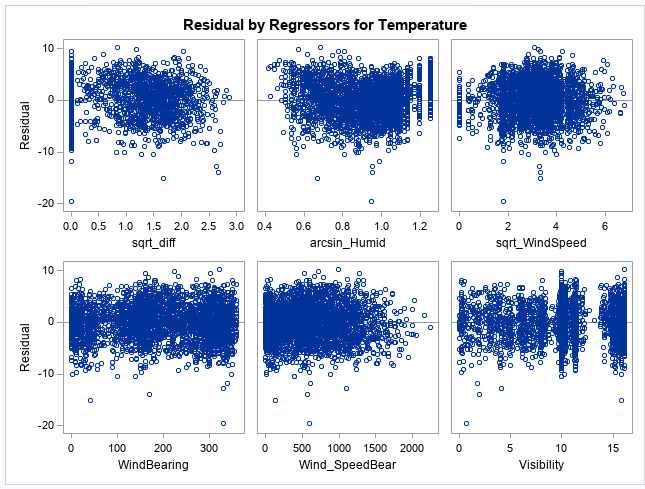 Residual by Regressors for Temperature
Residual
10
0
-10
-20
0.0 0.5 1.0 1.5 2.0 2.5 3.0
sqrt_diff
0.4 0.6 0.8 1.0 1.2
arcsin_Humid
0 2 4 6
sqrt_WindSpeed
Residual
10
0
-10
-20
0 100 200 300
WindBearing
0 500 1000 1500 2000
Wind_SpeedBear
0 5 10 15
Visibility